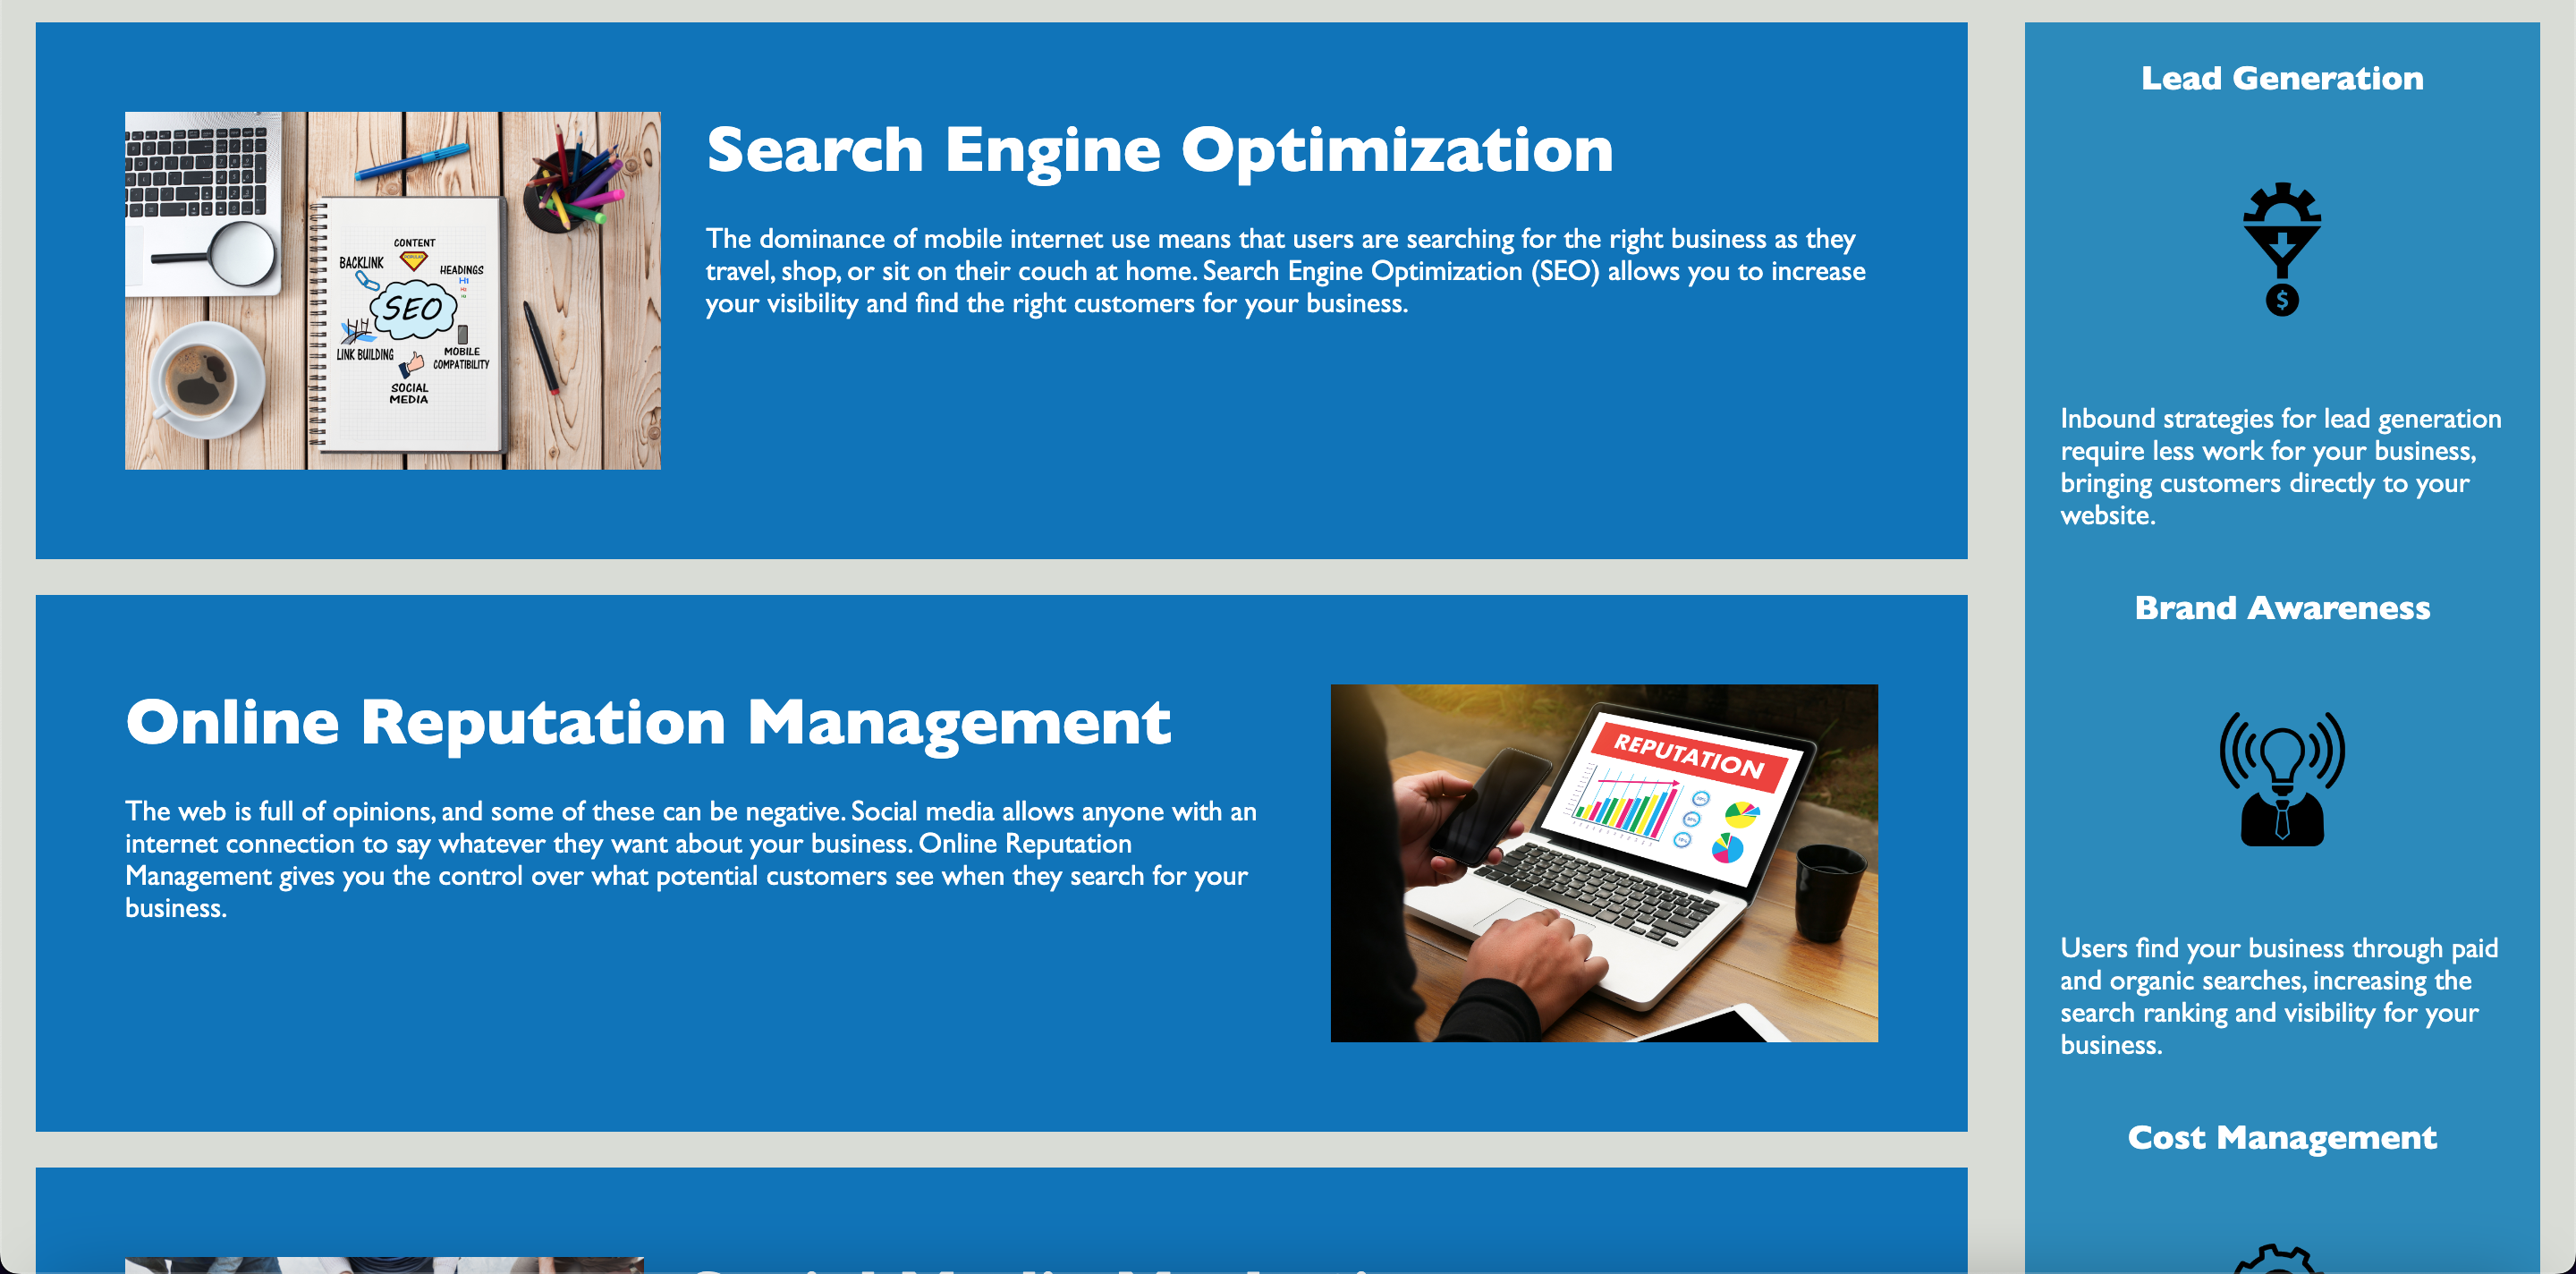 Search Engine Optimization
The dominance of mobile internet use means that users are searching for the right business as they
travel, shop, or sit on their couch at home. Search Engine Optimization (SEO) allows you to increase
your visibility and find the right customers for your business.
CONTENT
BACKLINK
HEADINGS
H1
SEO
LINK BUILDING
MOBILE
COMPATIBILITY
SOCIAL
MEDIA
Online Reputation Management
The web is full of opinions, and some of these can be negative. Social media allows anyone with an
internet connection to say whatever they want about your business. Online Reputation
Management gives you the control over what potential customers see when they search for your
business.
REPUTATION
Lead Generation
$
Inbound strategies for lead generation
require less work for your business,
bringing customers directly to your
website.
Brand Awareness
Users find your business through paid
and organic searches, increasing the
search ranking and visibility for your
business.
Cost Management